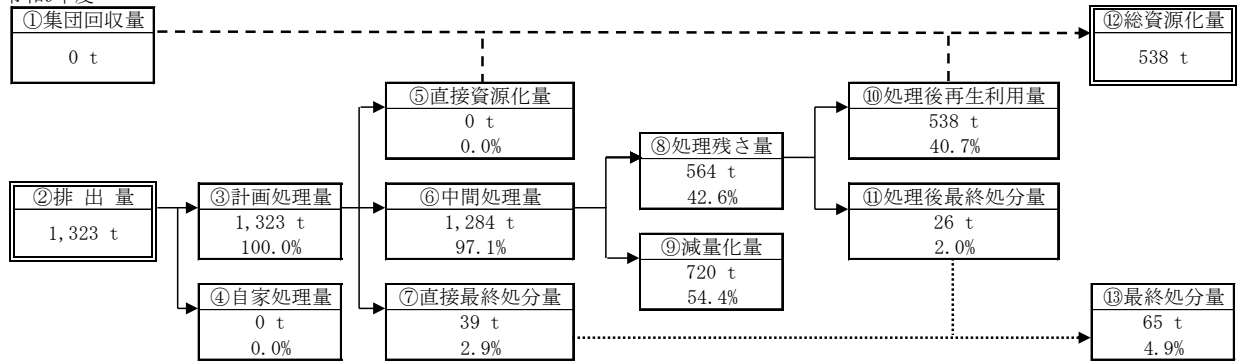 ①集団回収量
0 t
⑫総資源化量
538 t
⑤直接資源化量
0 t
0.0%
⑩処理後再生利用量
538 t
40.7%
⑧処理残さ量
564 t
42.6%
②排 出 量
1,323 t
③計画処理量
1,323 t
100.0%
⑥中間処理量
1,284 t
97.1%
⑪処理後最終処分量
26 t
2.0%
⑨減量化量
720 t
54.4%
④自家処理量
0 t
0.0%
⑦直接最終処分量
39 t
2.9%
⑬最終処分量
65 t
4.9%